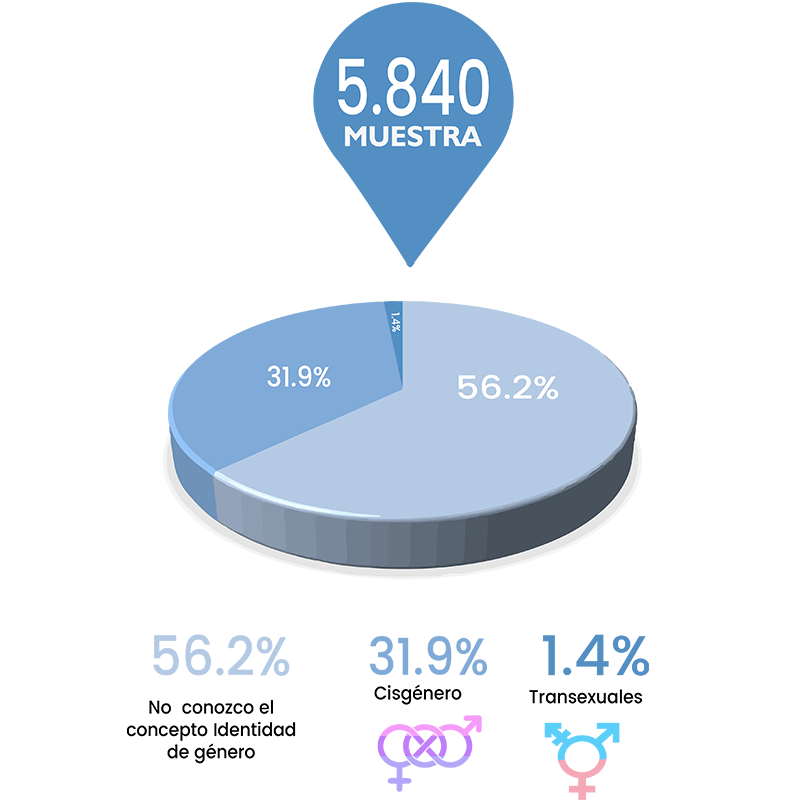 5.840
MUESTRA
1.4%
31.9%
56.2%
56.2%
No conozco el
concepto Identidad
de género
31.9%
Cisgénero
1.4%
Transexuales